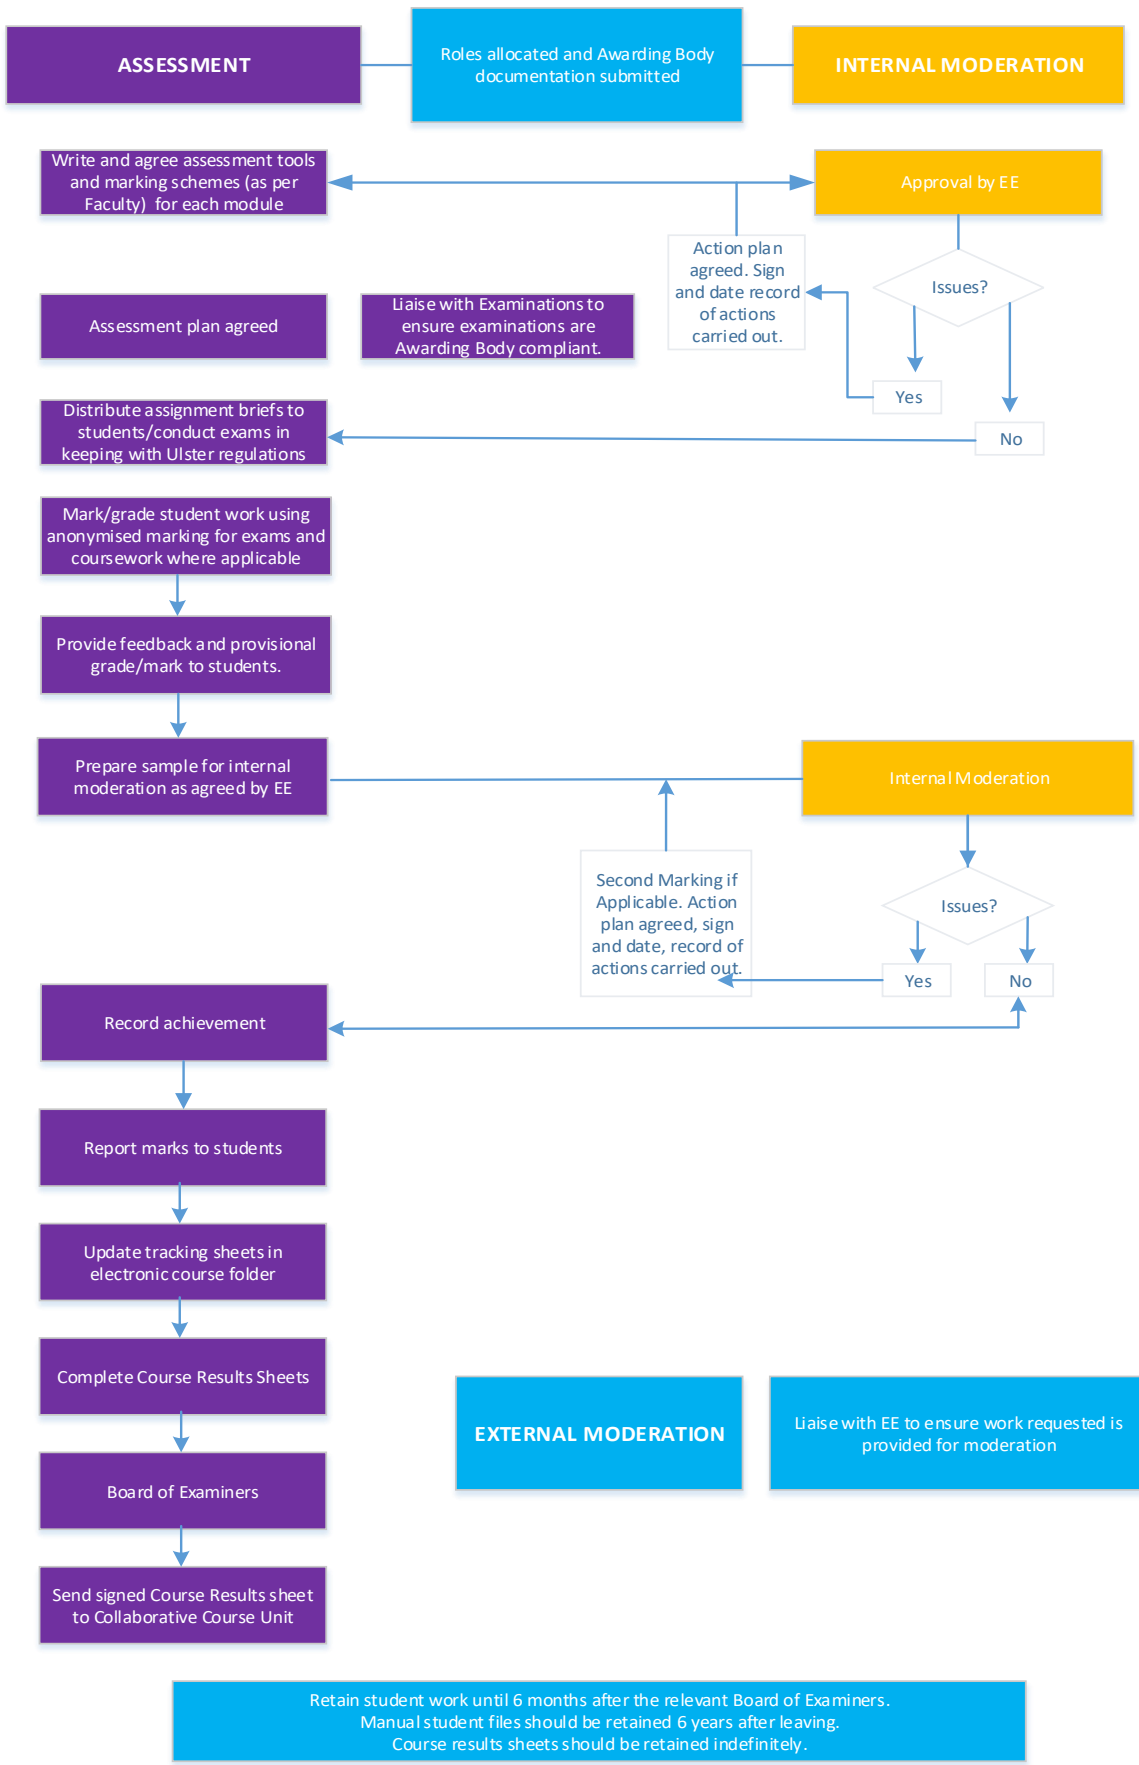 ASSESSMENT
Roles allocated and Awarding Body
documentation submitted
INTERNAL MODERATION
Write and agree assessment tools
and marking schemes (as per
Faculty) for each module
Approval by EE
Action plan
agreed. Sign
and date record
of actions
carried out.
Issues?
Assessment plan agreed
Liaise with Examinations to
ensure examinations are
Awarding Body compliant.
Yes
No
Distribute assignment briefs to
students/conduct exams in
keeping with Ulster regulations
Mark/grade student work using
anonymised marking for exams and
coursework where applicable
Provide feedback and provisional
grade/mark to students.
Prepare sample for internal
moderation as agreed by EE
Internal Moderation
Second Marking if
Applicable. Action
plan agreed, sign
and date, record of
actions carried out.
Issues?
Yes
No
Record achievement
Report marks to students
Update tracking sheets in
electronic course folder
Complete Course Results Sheets
EXTERNAL MODERATION
Liaise with EE to ensure work requested is
provided for moderation
Board of Examiners
Send signed Course Results sheet
to Collaborative Course Unit
Retain student work until 6 months after the relevant Board of Examiners.
Manual student files should be retained 6 years after leaving.
Course results sheets should be retained indefinitely.